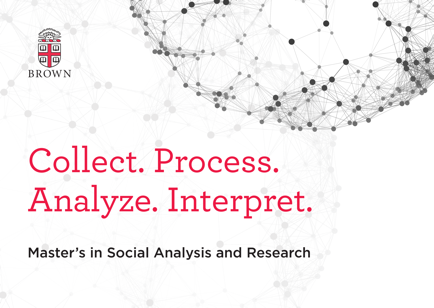 BROWN
Collect. Process.
Analyze. Interpret.
Master's in Social Analysis and Research